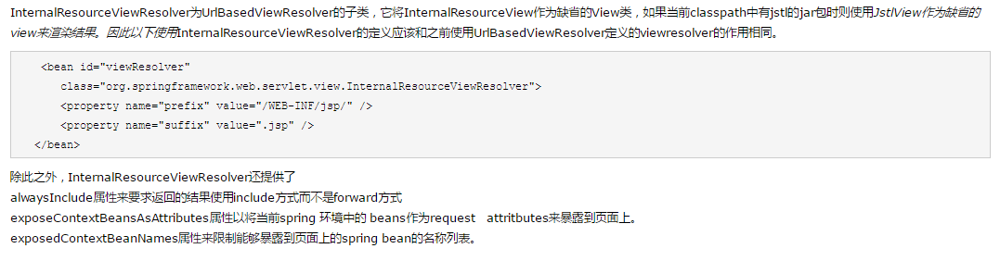 InternalResourceViewResolver为UrlBasedViewResolver的子类，它将InternalResourceView作为缺省的View类，如果当前classpath中有jstl的jar包时则使用JstlView作为缺省的
view来渲染结果。因此以下使用InternalResourceViewResolver的定义应该和之前使用UrlBasedViewResolver定义的viewresolver的作用相同。
<bean id="viewResolver"
class="org.springframework.web.servlet.view.InternalResourceViewResolver">
<property name="prefix" value="/WEB-INF/jsp/" />
<property name="suffix" value=".jsp" />
</bean>
除此之外，InternalResourceViewResolver还提供了
alwaysInclude属性来要求返回的结果使用include方式而不是forward方式
exposeContextBeansAsAttributes属性以将当前spring 环境中的 beans作为request   attritbutes来暴露到页面上。
exposedContextBeanNames属性来限制能够暴露到页面上的spring bean的名称列表。